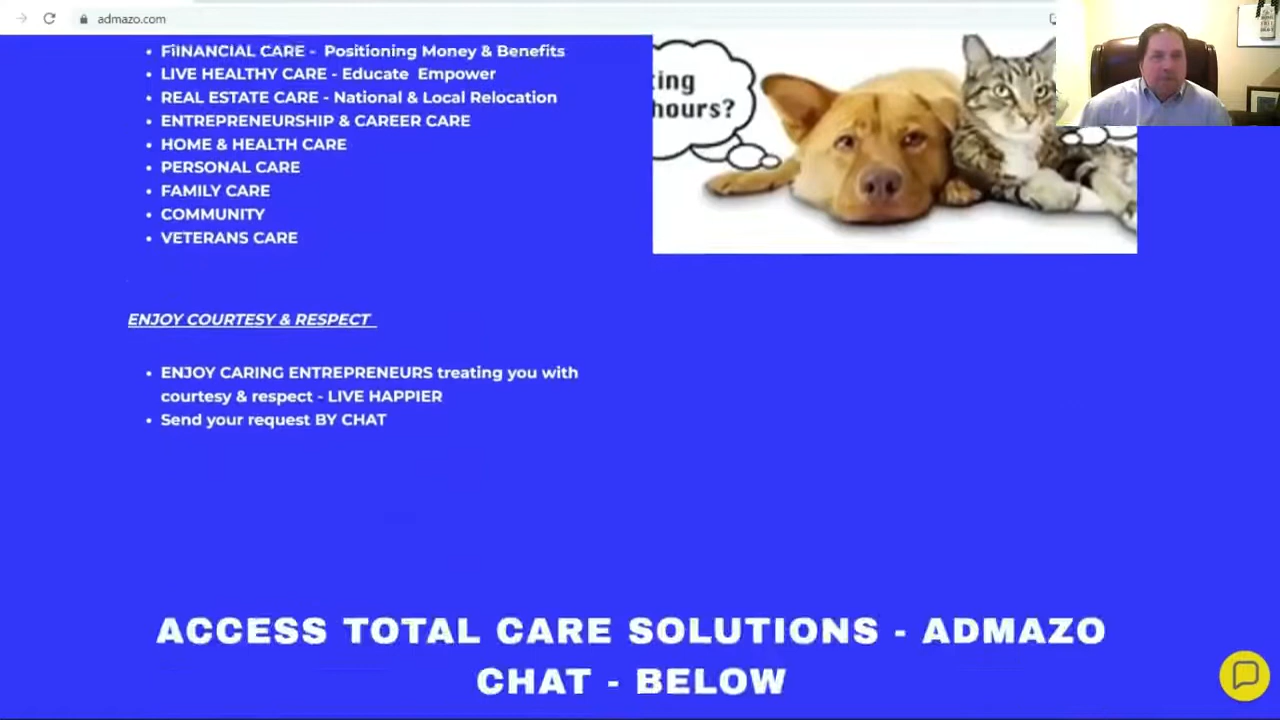 admazo.com
FiINANCIAL CARE - Positioning Money & Benefits
LIVE HEALTHY CARE - Educate Empower
REAL ESTATE CARE - National & Local Relocation
ENTREPRENEURSHIP & CAREER CARE
HOME & HEALTH CARE
PERSONAL CARE
FAMILY CARE
COMMUNITY
VETERANS CARE
ting
hours?
ENJOY COURTESY & RESPECT
ENJOY CARING ENTREPRENEURS treating you with
courtesy & respect - LIVE HAPPIER
Send your request BY CHAT
ACCESS TOTAL CARE SOLUTIONS - ADMAZO
CHAT - BELOW